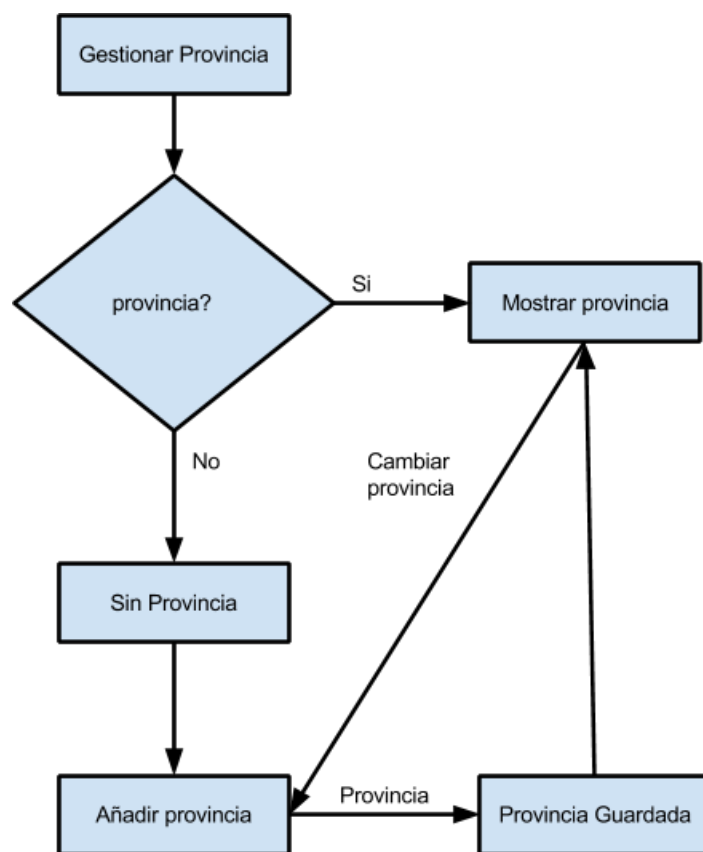 Gestionar Provincia
provincia?
Si
Mostrar provincia
No
Cambiar
provincia
Sin Provincia
Añadir provincia
Provincia
Provincia Guardada